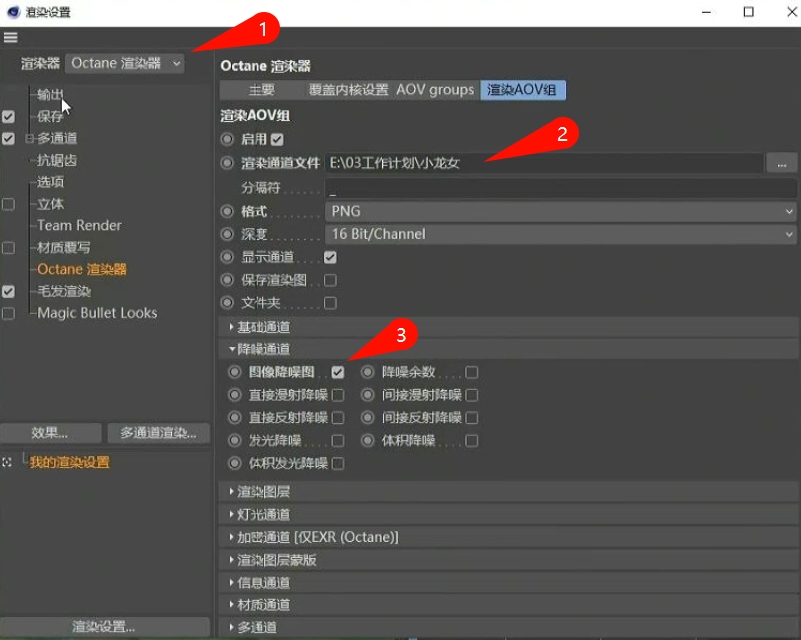 渲染设置
1
渲染器 Octane 渲染器
输出
保存
多通道
抗锯齿
选项
立体
Team Render
材质覆写
Octane 渲染器
毛发渲染
Magic Bullet Looks
效果... 多通道渲染...
我的渲染设置
渲染设置...
Octane 渲染器
主要 覆盖内核设置 AOV groups 渲染AOV组
渲染AOV组
启用
2
渲染通道文件 E:\03工作计划\小龙女 ...
分隔符 . . . . . . _
格式 . . . . . . . PNG
深度 . . . . . . . 16 Bit/Channel
显示通道 . . . .
保存渲染图 . .
文件夹 . . . . . .
基础通道
3
降噪通道
图像降噪图 . . 降噪余数 . . . .
直接漫射降噪 间接漫射降噪
直接反射降噪 间接反射降噪
发光降噪 . . . . 体积降噪 . . . .
体积发光降噪
渲染图层
灯光通道
加密通道 [仅EXR (Octane)]
渲染图层蒙版
信息通道
材质通道
多通道